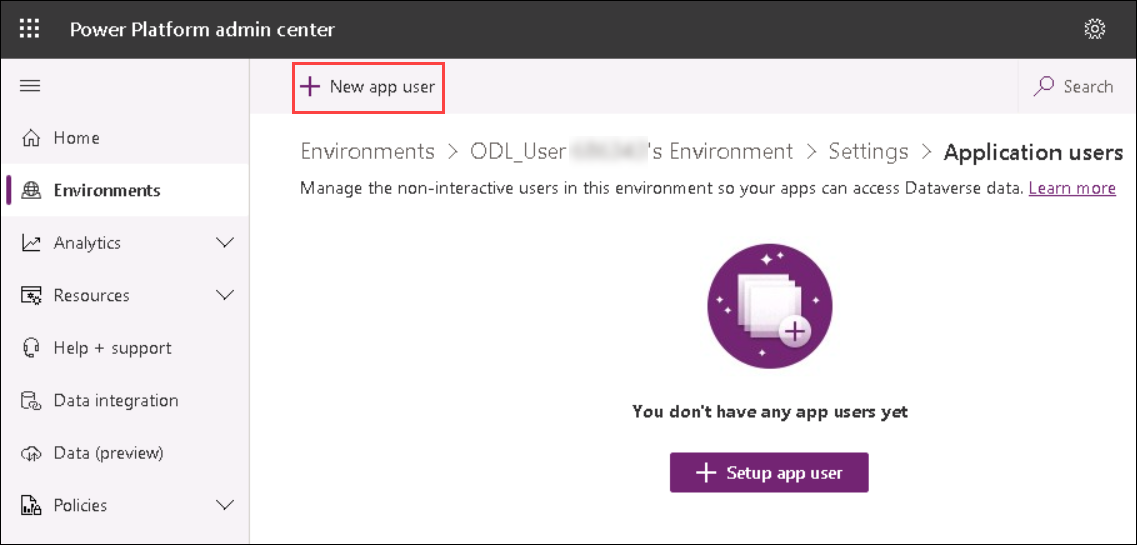 Power Platform admin center
New app user
Search
Home
Environments > ODL_User 's Environment > Settings > Application users
Environments
Manage the non-interactive users in this environment so your apps can access Dataverse data. Learn more
Analytics
Resources
Help + support
Data integration
Data (preview)
Policies
You don't have any app users yet
Setup app user